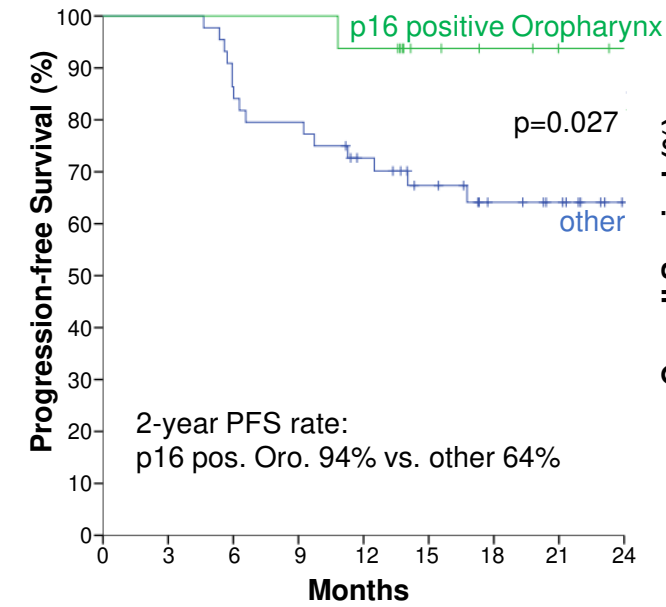 p16 positive Oropharynx
p=0.027
other
2-year PFS rate:
p16 pos. Oro. 94% vs. other 64%
Progression-free Survival (%)
100
90
80
70
60
50
40
30
20
10
0
0 3 6 9 12 15 18 21 24
Months